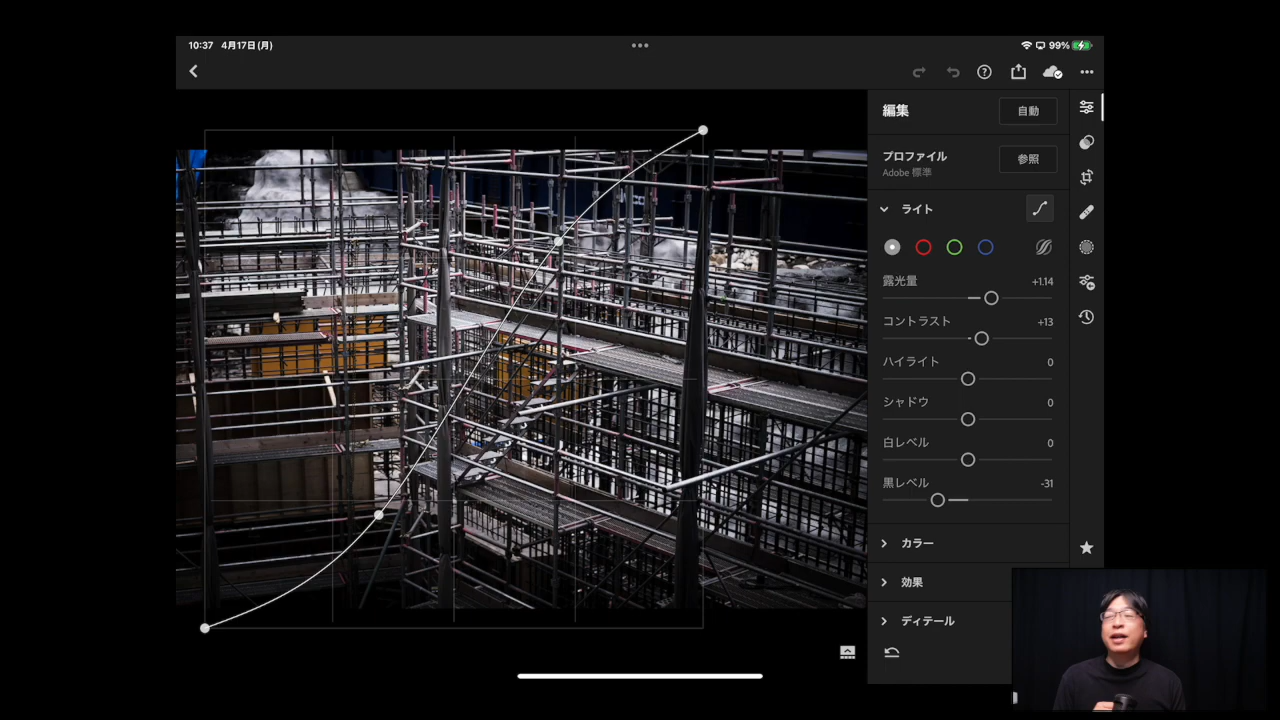 10:37 4月17日(月)
99%
編集
自動
プロファイル
参照
Adobe 標準
ライト
露光量 +1.14
コントラスト +13
ハイライト 0
シャドウ 0
白レベル 0
黒レベル -31
カラー
効果
ディテール